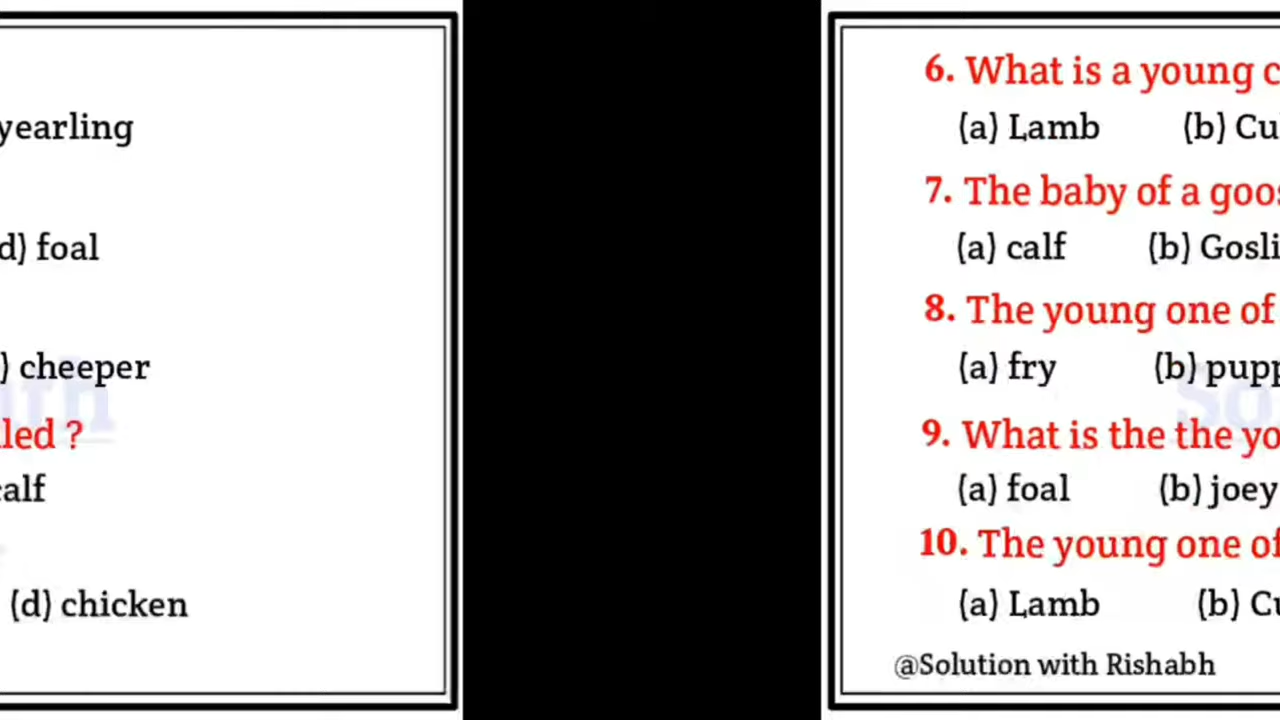 yearling
d) foal
) cheeper
led ?
alf
(d) chicken
6. What is a young c
(a) Lamb (b) Cu
7. The baby of a goos
(a) calf (b) Gosli
8. The young one of
(a) fry (b) pupp
9. What is the the yo
(a) foal (b) joey
10. The young one of
(a) Lamb (b) Cu
@Solution with Rishabh